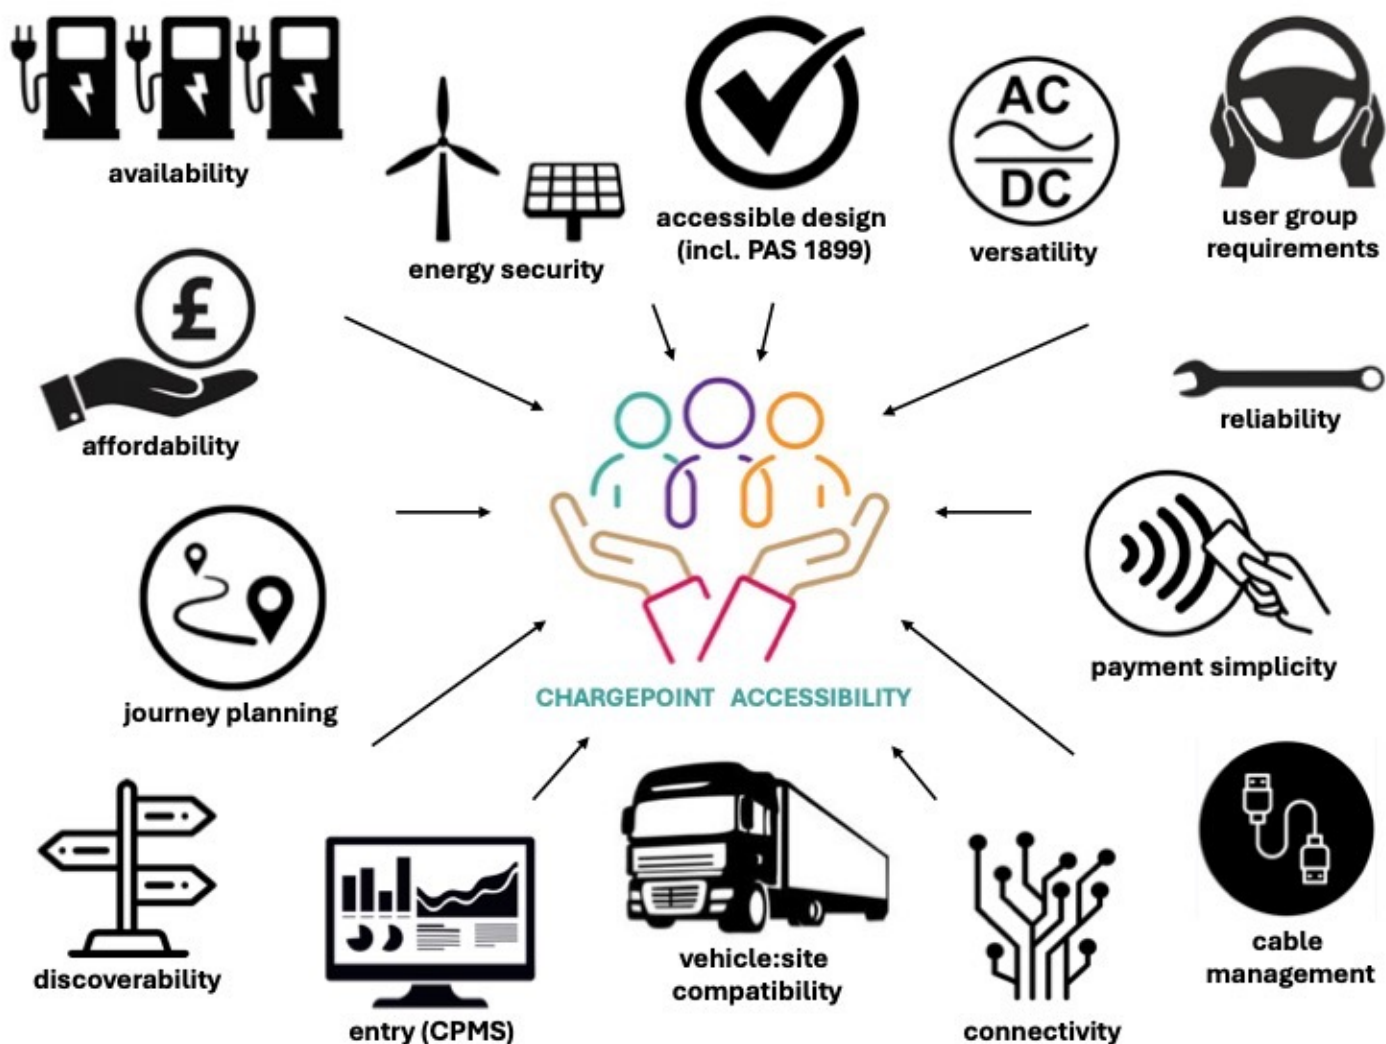 availability
energy security
accessible design
(incl. PAS 1899)
AC
DC
versatility
user group
requirements
£
affordability
reliability
journey planning
payment simplicity
CHARGEPOINT ACCESSIBILITY
discoverability
entry (CPMS)
vehicle:site
compatibility
connectivity
cable
management